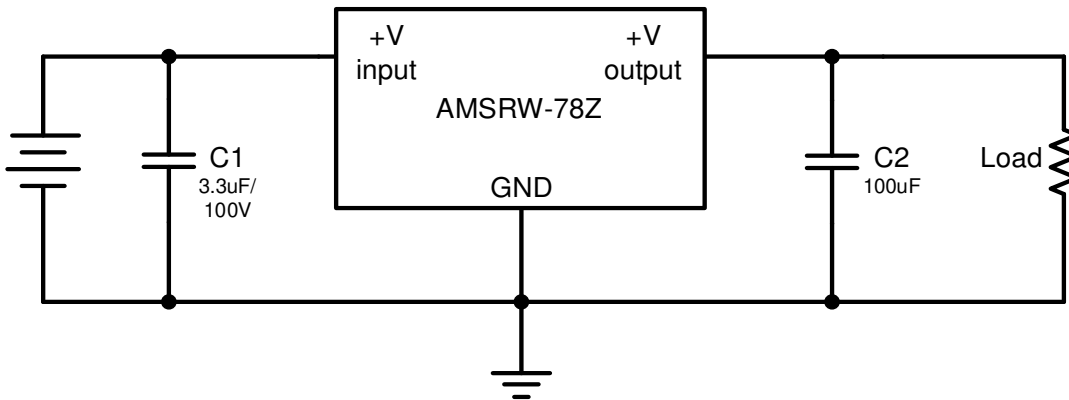 +V
input
+V
output
AMSRW-78Z
GND
C1
3.3uF/
100V
C2
100uF
Load